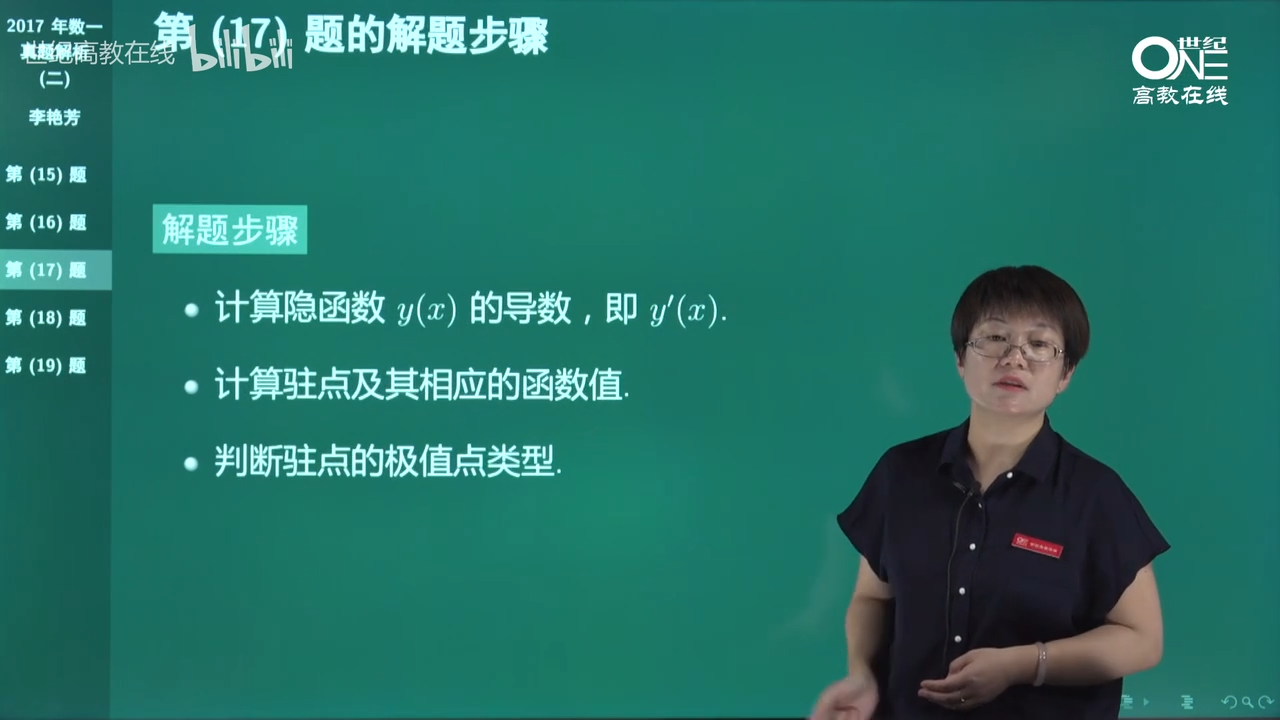 2017 年数一
第 (17) 题的解题步骤
真题解析
世纪高教在线 bilibili
(二)
李艳芳
第 (15) 题
第 (16) 题
第 (17) 题
第 (18) 题
第 (19) 题
解题步骤
计算隐函数 y(x) 的导数，即 y′(x).
计算驻点及其相应的函数值.
判断驻点的极值点类型.
ONE 世纪
高教在线